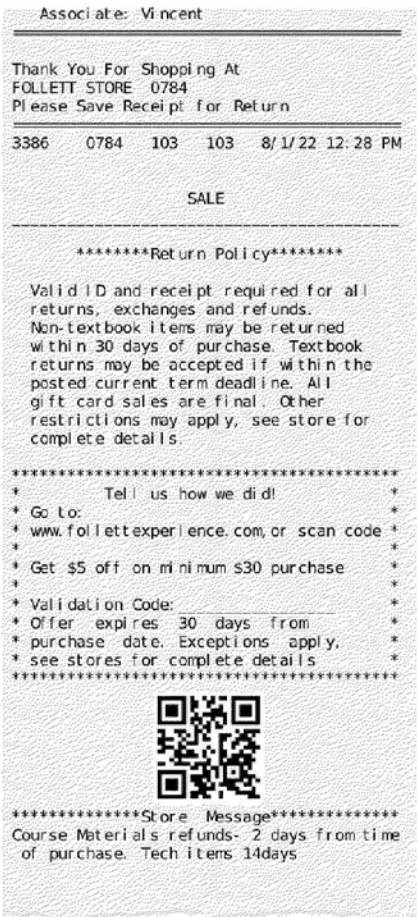 Associate: Vincent
Thank You For Shopping At
FOLLETT STORE 0784
Please Save Receipt for Return
3386 0784 103 103 8/1/22 12:28 PM
SALE
********Return Policy********
Valid ID and receipt required for all
returns, exchanges and refunds.
Non-textbook items may be returned
within 30 days of purchase. Textbook
returns may be accepted if within the
posted current term deadline. All
gift card sales are final. Other
restrictions may apply, see store for
complete details.
******************************************
* Tell us how we did! *
* Go to: *
* www.follettexperience.com,or scan code *
* *
* Get $5 off on minimum $30 purchase *
* *
* Validation Code:_________________ *
* Offer expires 30 days from *
* purchase date. Exceptions apply, *
* see stores for complete details *
******************************************
**************Store Message**************
Course Materials refunds- 2 days from time
of purchase. Tech items 14days